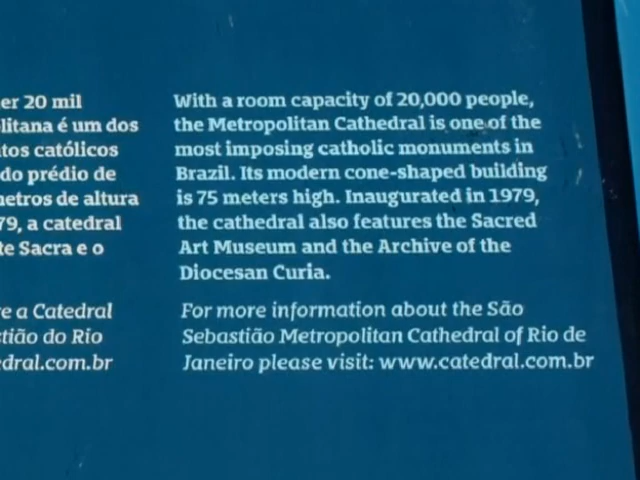 er 20 mil
litana é um dos
tos católicos
do prédio de
netros de altura
79, a catedral
te Sacra e o
re a Catedral
stião do Rio
edral.com.br
With a room capacity of 20,000 people,
the Metropolitan Cathedral is one of the
most imposing catholic monuments in
Brazil. Its modern cone-shaped building
is 75 meters high. Inaugurated in 1979,
the cathedral also features the Sacred
Art Museum and the Archive of the
Diocesan Curia.
For more information about the São
Sebastião Metropolitan Cathedral of Rio de
Janeiro please visit: www.catedral.com.br